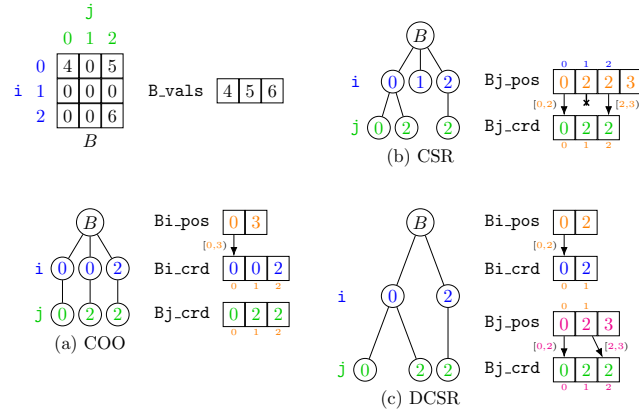 j
0 1 2
0 4 0 5
i 1 0 0 0
2 0 0 6
B
B_vals 4 5 6
B
i 0 1 2
j 0 2 2
(b) CSR
0 1 2
Bj_pos 0 2 2 3
[0,2) × [2,3)
Bj_crd 0 2 2
0 1 2
B
i 0 0 2
j 0 2 2
(a) COO
Bi_pos 0 3
[0,3)
Bi_crd 0 0 2
0 1 2
Bj_crd 0 2 2
0 1 2
B
i 0 2
j 0 2 2
(c) DCSR
Bi_pos 0 2
[0,2)
Bi_crd 0 2
0 1
0 1
Bj_pos 0 2 3
[0,2) [2,3)
Bj_crd 0 2 2
0 1 2